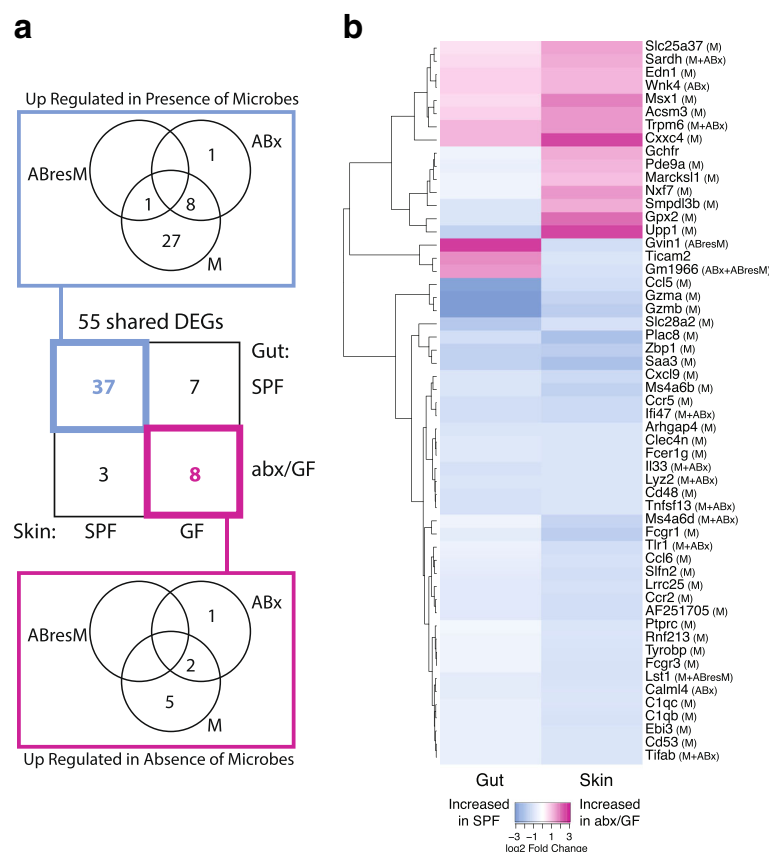 a
Up Regulated in Presence of Microbes
ABresM
ABx
1
1
8
27
M
55 shared DEGs
Gut:
37
7
SPF
3
8
abx/GF
Skin:
SPF
GF
ABresM
ABx
1
2
5
M
Up Regulated in Absence of Microbes
b
Slc25a37 (M)
Sardh (M+ABx)
Edn1 (M)
Wnk4 (ABx)
Msx1 (M)
Acsm3 (M)
Trpm6 (M+ABx)
Cxxc4 (M)
Gchfr
Pde9a (M)
Marcksl1 (M)
Nxf7 (M)
Smpdl3b (M)
Gpx2 (M)
Upp1 (M)
Gvin1 (ABresM)
Ticam2
Gm1966 (ABx+ABresM)
Ccl5 (M)
Gzma (M)
Gzmb (M)
Slc28a2 (M)
Plac8 (M)
Zbp1 (M)
Saa3 (M)
Cxcl9 (M)
Ms4a6b (M)
Ccr5 (M)
Ifi47 (M+ABx)
Arhgap4 (M)
Clec4n (M)
Fcer1g (M)
Il33 (M+ABx)
Lyz2 (M+ABx)
Cd48 (M)
Tnfsf13 (M+ABx)
Ms4a6d (M+ABx)
Fcgr1 (M)
Tlr1 (M+ABx)
Ccl6 (M)
Slfn2 (M)
Lrrc25 (M)
Ccr2 (M)
AF251705 (M)
Ptprc (M)
Rnf213 (M)
Tyrobp (M)
Fcgr3 (M)
Lst1 (M+ABresM)
Calml4 (ABx)
C1qc (M)
C1qb (M)
Ebi3 (M)
Cd53 (M)
Tifab (M+ABx)
Gut
Skin
Increased
in SPF
Increased
in abx/GF
−3 −1 1 3
log2 Fold Change